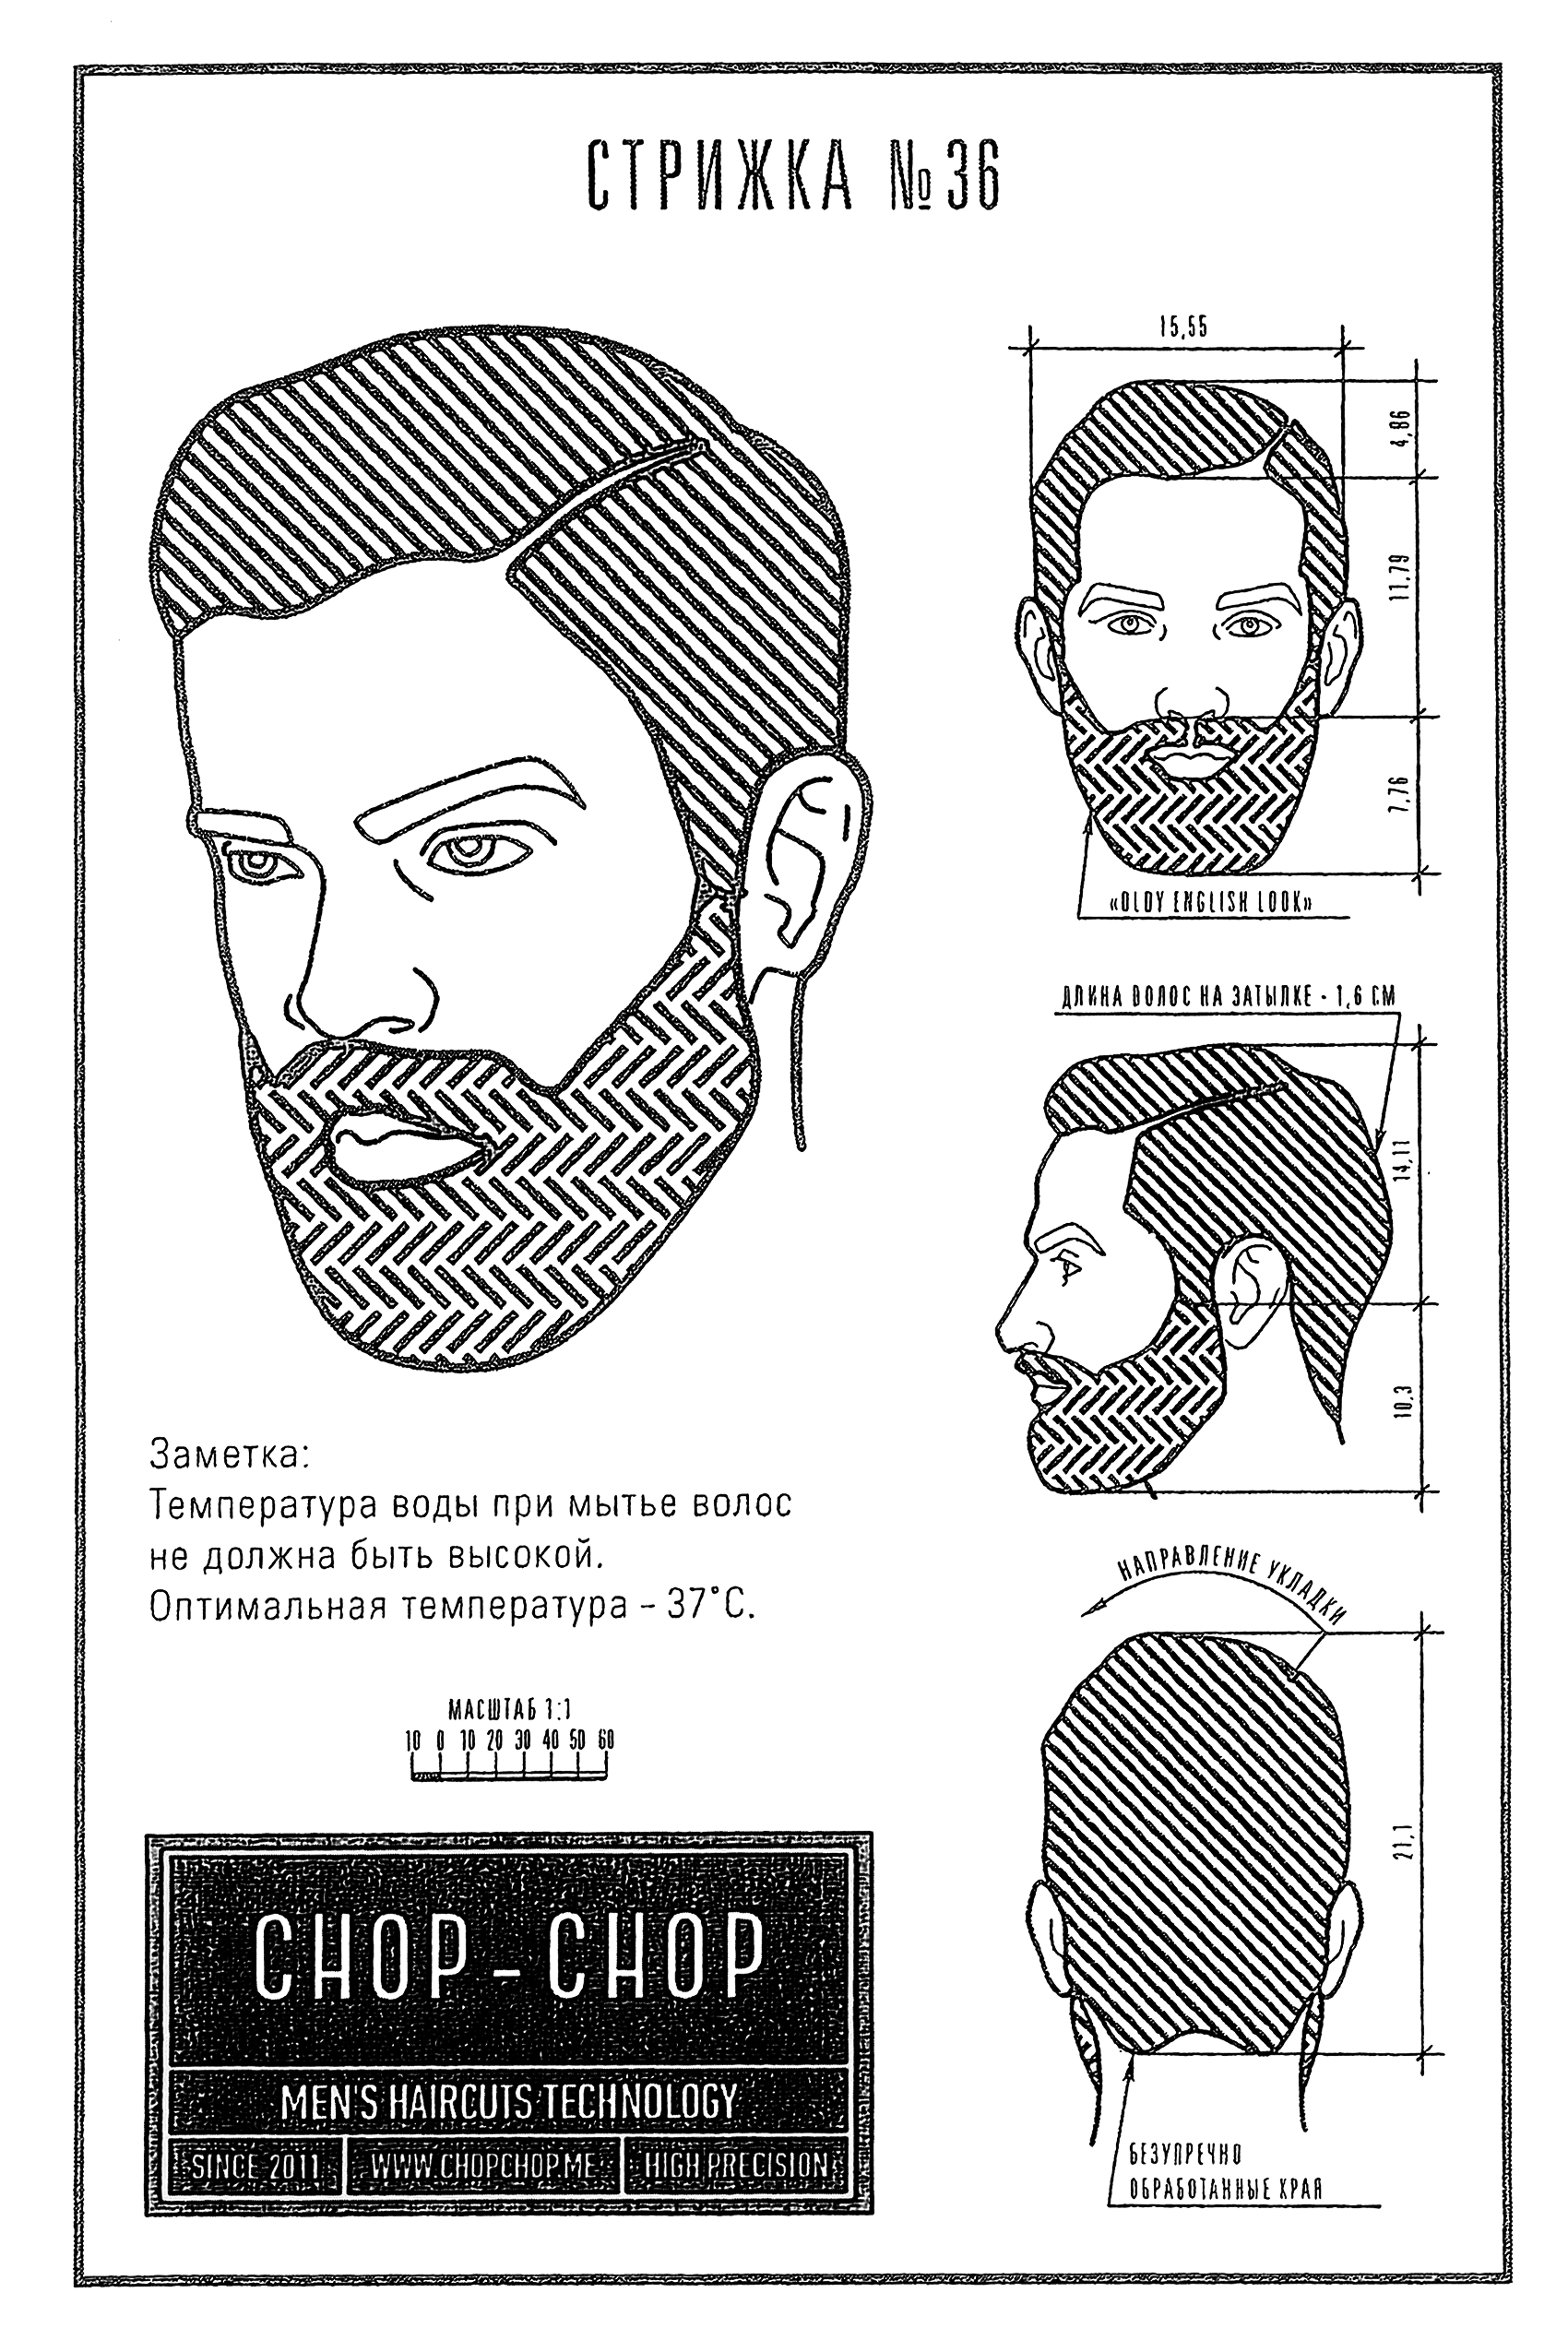 СТРИЖКА №36
15,55
4,86
11,79
7,76
«OLDY ENGLISH LOOK»
ДЛИНА ВОЛОС НА ЗАТЫЛКЕ - 1,6 СМ
14,11
10,3
Заметка:
Температура воды при мытье волос
не должна быть высокой.
Оптимальная температура – 37°С.
НАПРАВЛЕНИЕ УКЛАДКИ
21,1
МАСШТАБ 1:1
10 0 10 20 30 40 50 60
CHOP-CHOP
MEN'S HAIRCUTS TECHNOLOGY
SINCE 2011 WWW.CHOPCHOP.ME HIGH PRECISION
БЕЗУПРЕЧНО
ОБРАБОТАННЫЕ КРАЯ